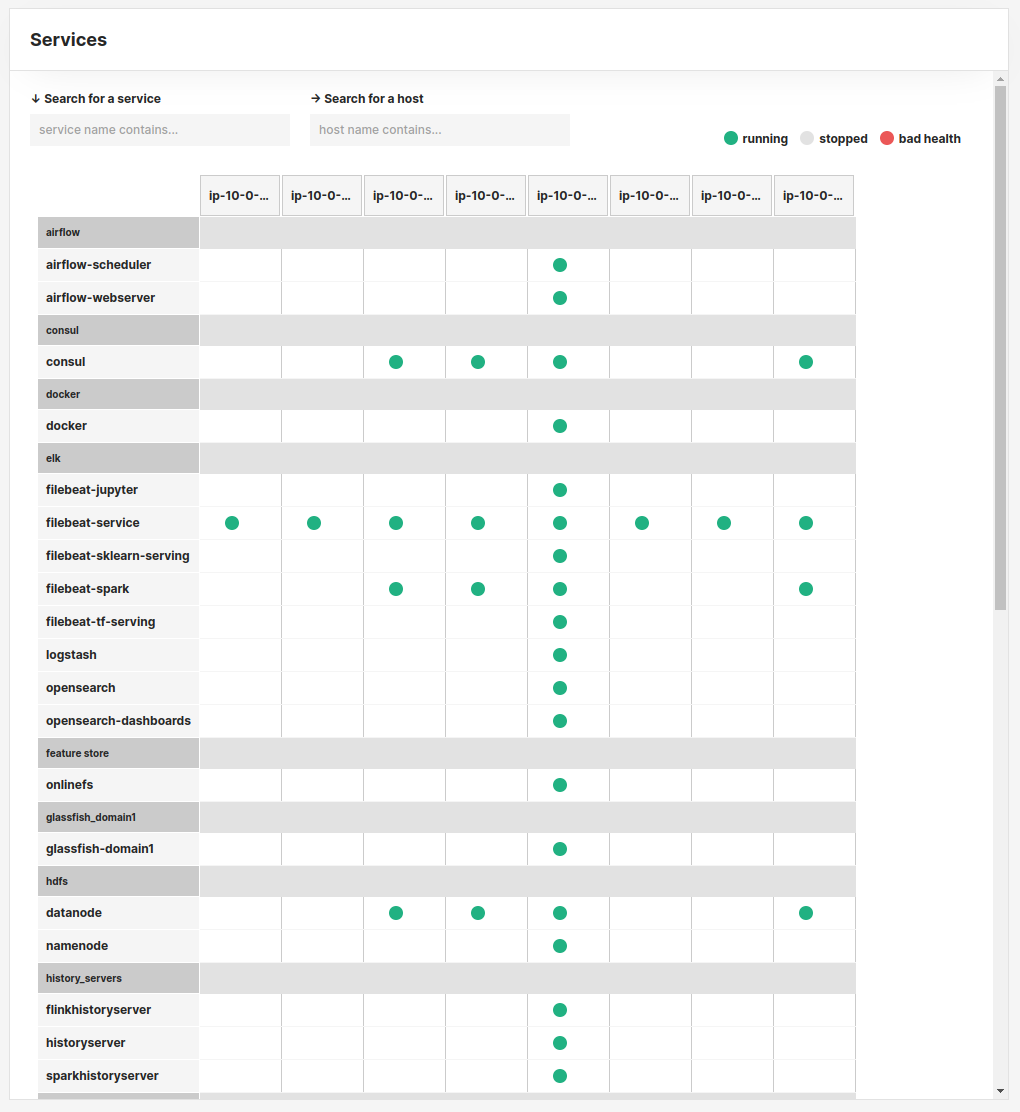 Services
↓ Search for a service
→ Search for a host
service name contains...
host name contains...
running stopped bad health
ip-10-0-... ip-10-0-... ip-10-0-... ip-10-0-... ip-10-0-... ip-10-0-... ip-10-0-... ip-10-0-...
airflow
airflow-scheduler
airflow-webserver
consul
consul
docker
docker
elk
filebeat-jupyter
filebeat-service
filebeat-sklearn-serving
filebeat-spark
filebeat-tf-serving
logstash
opensearch
opensearch-dashboards
feature store
onlinefs
glassfish_domain1
glassfish-domain1
hdfs
datanode
namenode
history_servers
flinkhistoryserver
historyserver
sparkhistoryserver